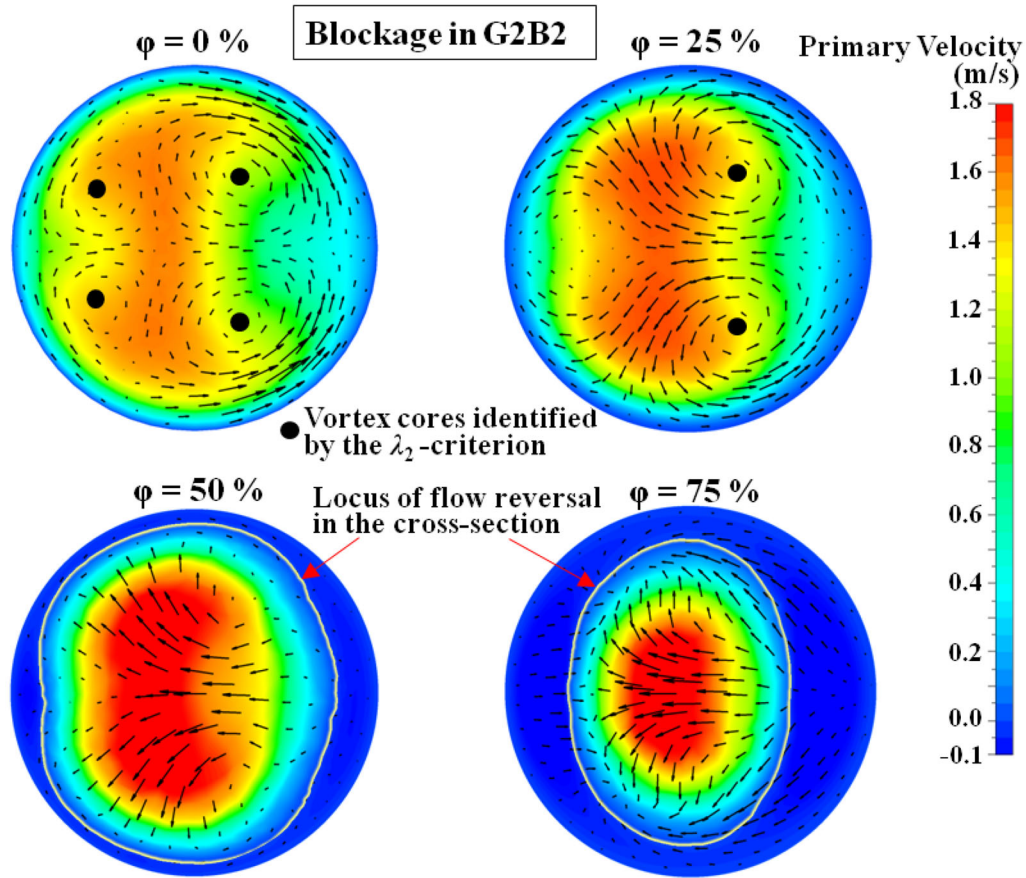 Blockage in G2B2
φ = 0 %
φ = 25 %
Primary Velocity
(m/s)
1.8
1.6
1.4
1.2
1.0
0.8
0.6
0.4
0.2
0.0
-0.1
Vortex cores identified
by the λ2 -criterion
φ = 50 %
Locus of flow reversal
in the cross-section
φ = 75 %